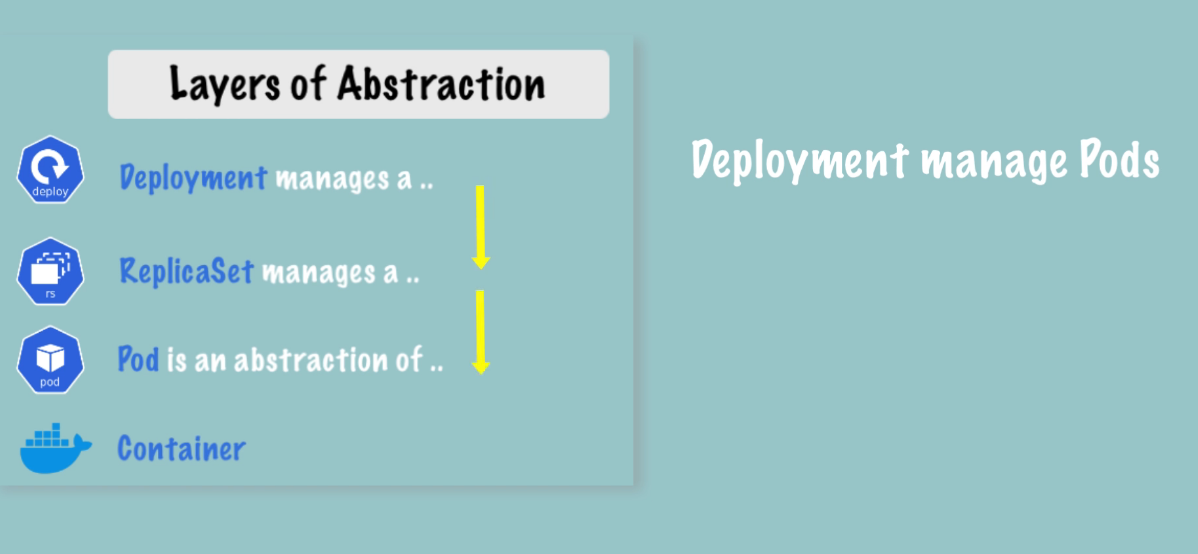 Layers of Abstraction
deploy
Deployment manages a ..
rs
ReplicaSet manages a ..
pod
Pod is an abstraction of ..
Container
Deployment manage Pods